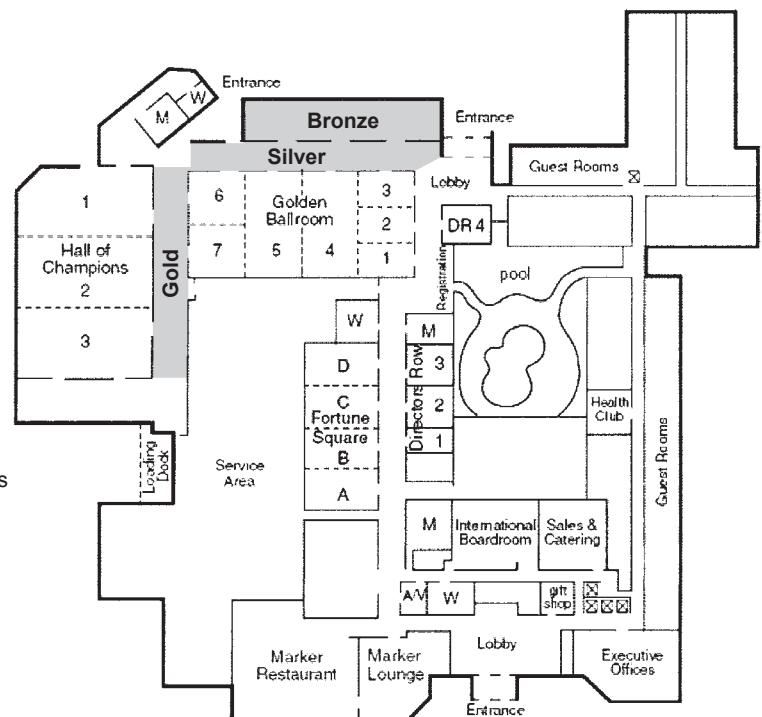 Entrance
W
M
Bronze
Entrance
Silver
Guest Rooms
Lobby
1
6
Golden
Ballroom
3
2
DR 4
Hall of
Champions
2
7
5
4
1
Gold
Registration
pool
3
W
M
D
3
Directors Row
C
Fortune
Square
2
Health
Club
B
1
Loading
Dock
Service
Area
s
A
Guest Rooms
M
International
Boardroom
Sales &
Catering
A/V
W
gift
shop
Lobby
Marker
Restaurant
Marker
Lounge
Executive
Offices
Entrance